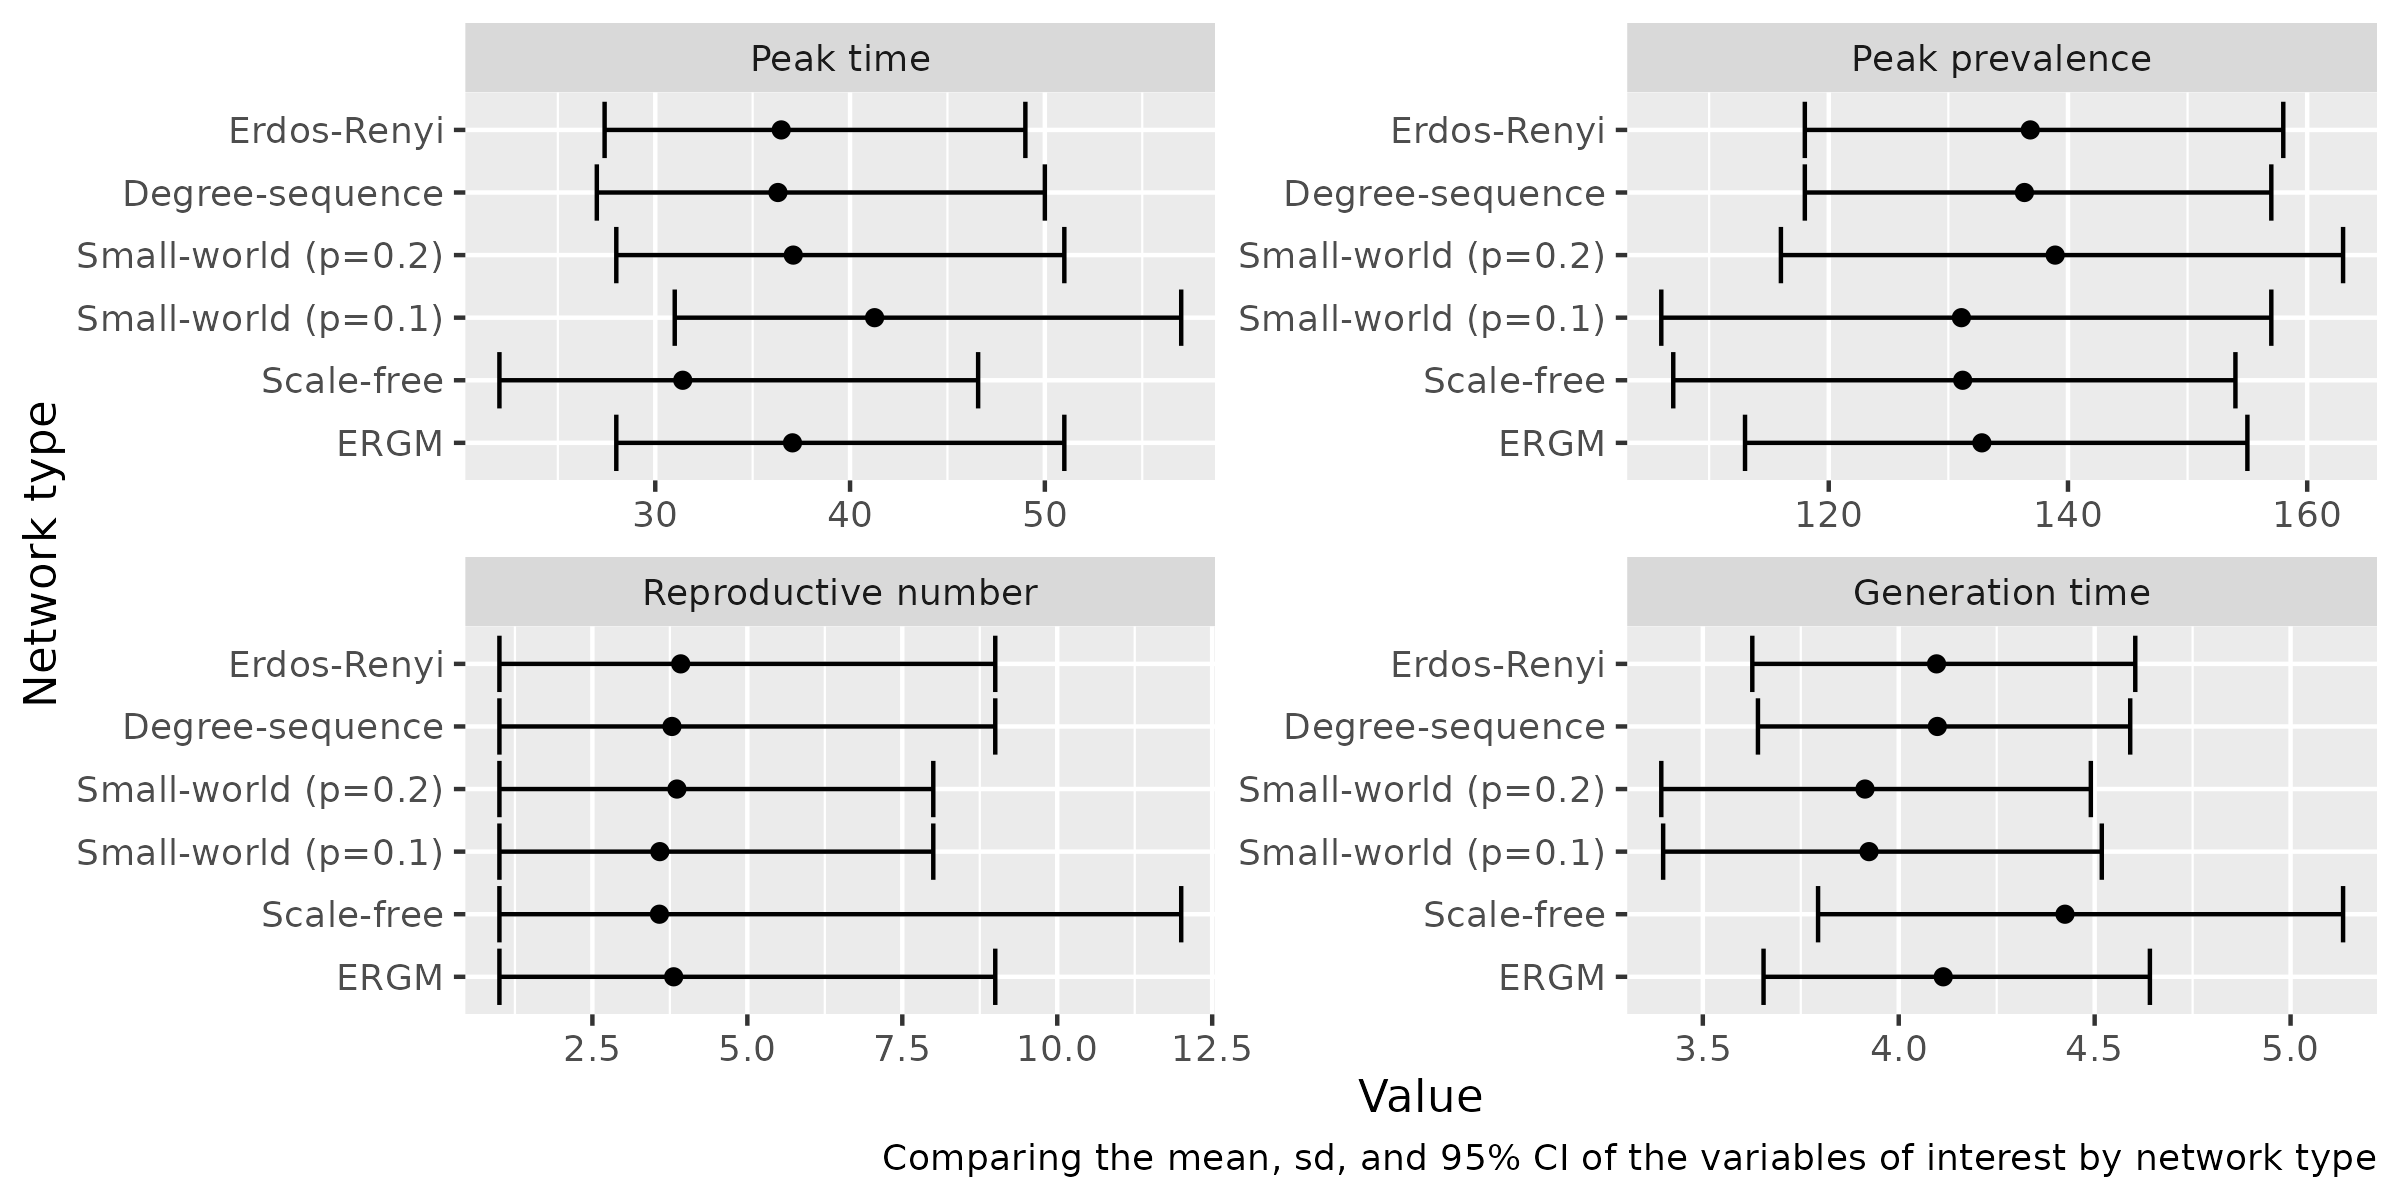 Peak time
Peak prevalence
Erdos-Renyi
Degree-sequence
Small-world (p=0.2)
Small-world (p=0.1)
Scale-free
ERGM
30 40 50
Erdos-Renyi
Degree-sequence
Small-world (p=0.2)
Small-world (p=0.1)
Scale-free
ERGM
120 140 160
Network type
Reproductive number
Generation time
Erdos-Renyi
Degree-sequence
Small-world (p=0.2)
Small-world (p=0.1)
Scale-free
ERGM
2.5 5.0 7.5 10.0 12.5
Erdos-Renyi
Degree-sequence
Small-world (p=0.2)
Small-world (p=0.1)
Scale-free
ERGM
3.5 4.0 4.5 5.0
Value
Comparing the mean, sd, and 95% CI of the variables of interest by network type